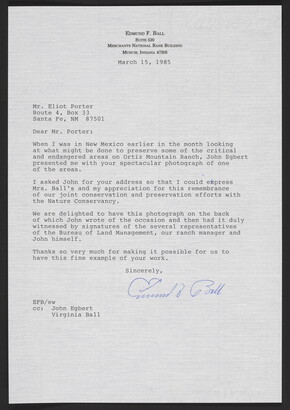 EDMUND F. BALL
SUITE 520
MERCHANTS NATIONAL BANK BUILDING
MUNCIE, INDIANA 47305
March 15, 1985
Mr. Eliot Porter
Route 4, Box 33
Santa Fe, NM 87501
Dear Mr. Porter:
When I was in New Mexico earlier in the month looking
at what might be done to preserve some of the critical
and endangered areas on Ortiz Mountain Ranch, John Egbert
presented me with your spectacular photograph of one
of the areas.
I asked John for your address so that I could express
Mrs. Ball's and my appreciation for this remembrance
of our joint conservation and preservation efforts with
the Nature Conservancy.
We are delighted to have this photograph on the back
of which John wrote of the occasion and then had it duly
witnessed by signatures of the several representatives
of the Bureau of Land Management, our ranch manager and
John himself.
Thanks so very much for making it possible for us to
have this fine example of your work.
Sincerely,
Edmund F Ball
EFB/ew
cc: John Egbert
Virginia Ball